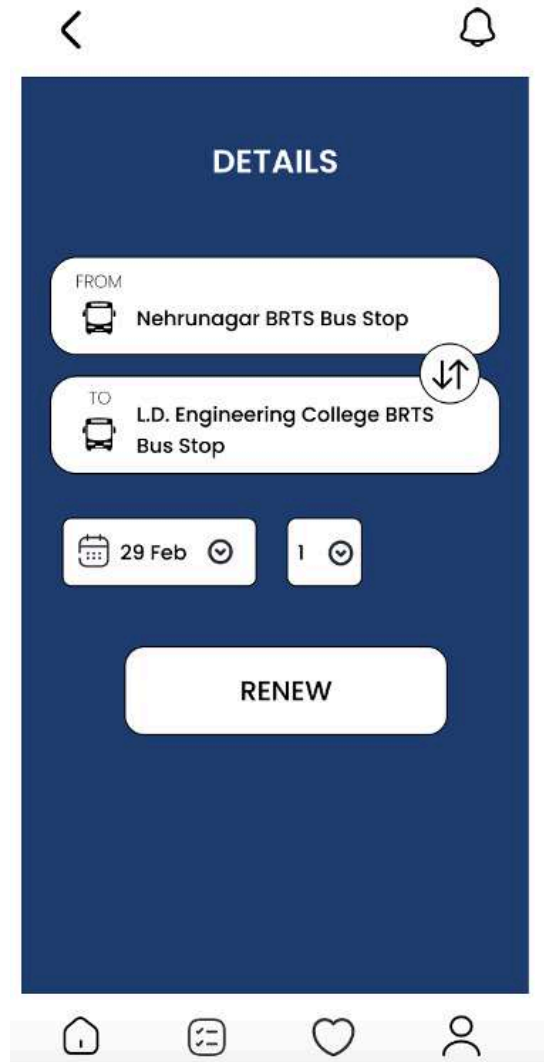 DETAILS
FROM
Nehrunagar BRTS Bus Stop
TO
L.D. Engineering College BRTS
Bus Stop
29 Feb
1
RENEW